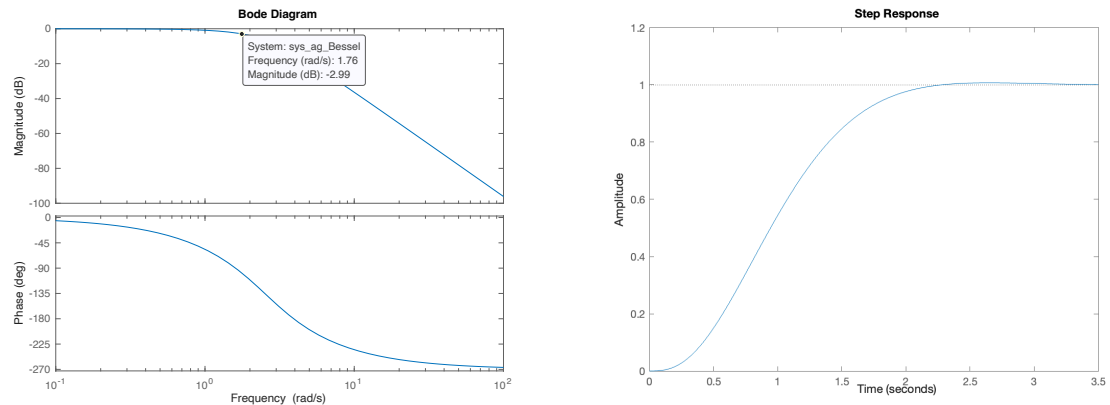 Bode Diagram
Magnitude (dB)
0
-20
-40
-60
-80
-100
System: sys_ag_Bessel
Frequency (rad/s): 1.76
Magnitude (dB): -2.99
Phase (deg)
0
-45
-90
-135
-180
-225
-270
10^-1 10^0 10^1 10^2
Frequency (rad/s)
Step Response
Amplitude
1.2
1
0.8
0.6
0.4
0.2
0
0 0.5 1 1.5 2 2.5 3 3.5
Time (seconds)